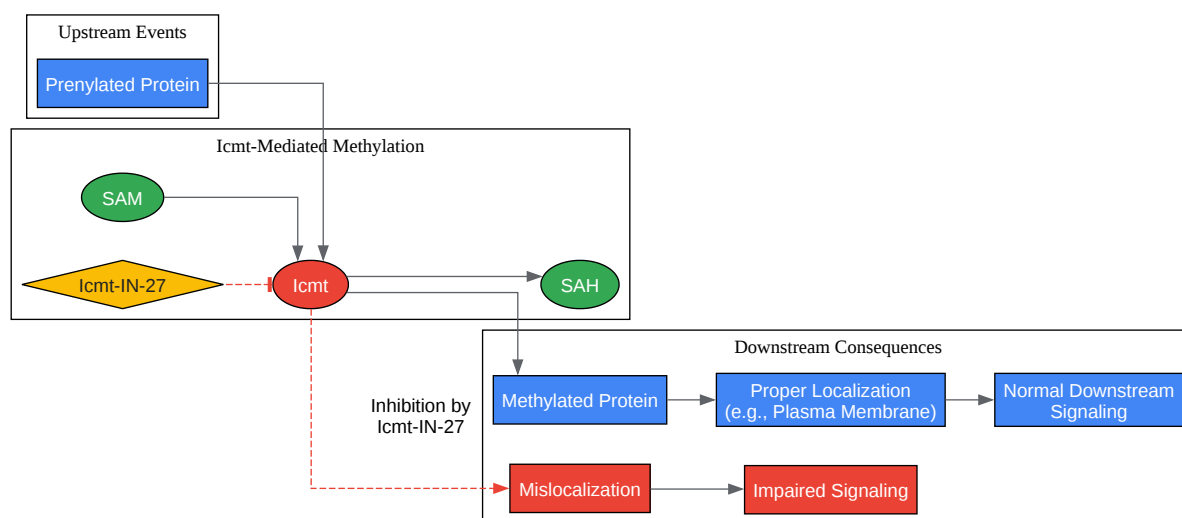 Upstream Events
Prenylated Protein
Icmt-Mediated Methylation
SAM
Icmt-IN-27
Icmt
SAH
Downstream Consequences
Methylated Protein
Proper Localization
(e.g., Plasma Membrane)
Normal Downstream
Signaling
Inhibition by
Icmt-IN-27
Mislocalization
Impaired Signaling